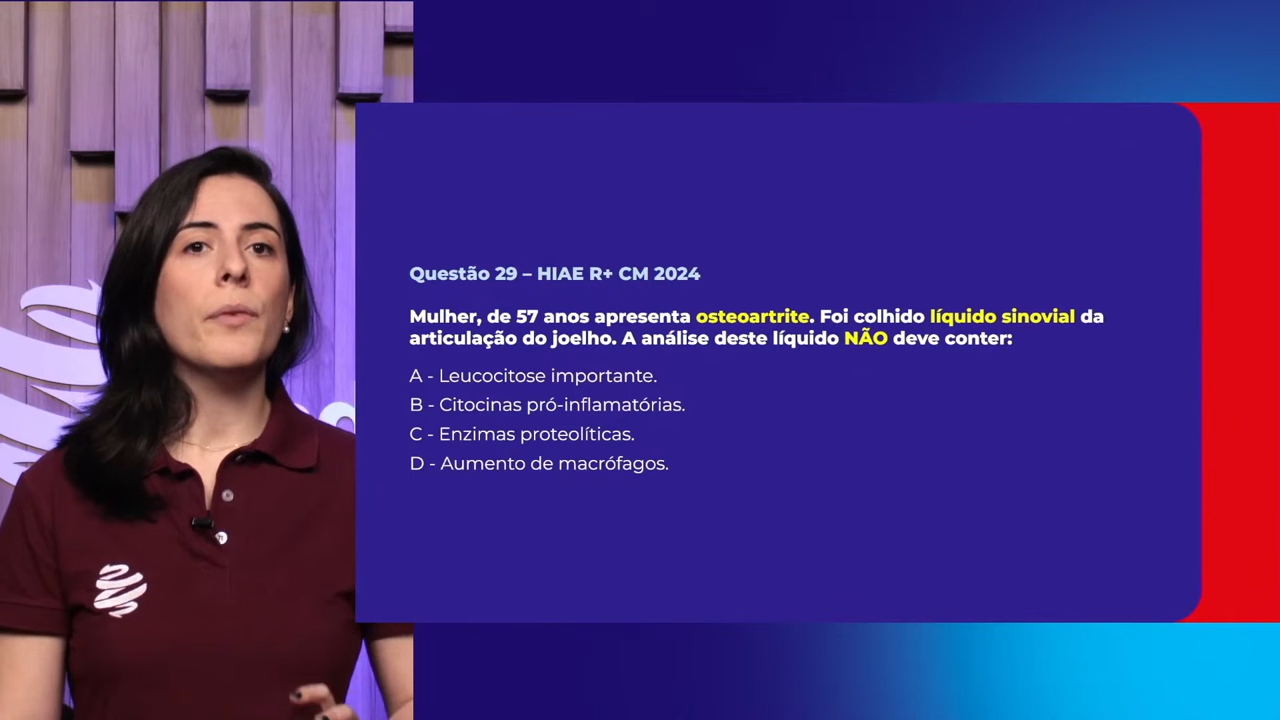 Questão 29 – HIAE R+ CM 2024
Mulher, de 57 anos apresenta osteoartrite. Foi colhido líquido sinovial da
articulação do joelho. A análise deste líquido NÃO deve conter:
A - Leucocitose importante.
B - Citocinas pró-inflamatórias.
C - Enzimas proteolíticas.
D - Aumento de macrófagos.